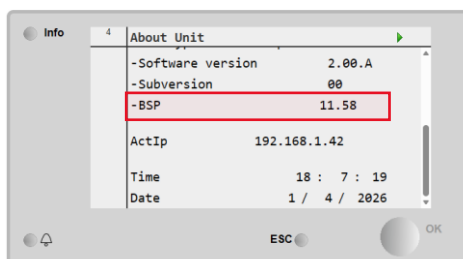 Info
4 About Unit
-Software version 2.00.A
-Subversion 00
-BSP 11.58
ActIp 192.168.1.42
Time 18 : 7 : 19
Date 1 / 4 / 2026
OK
ESC